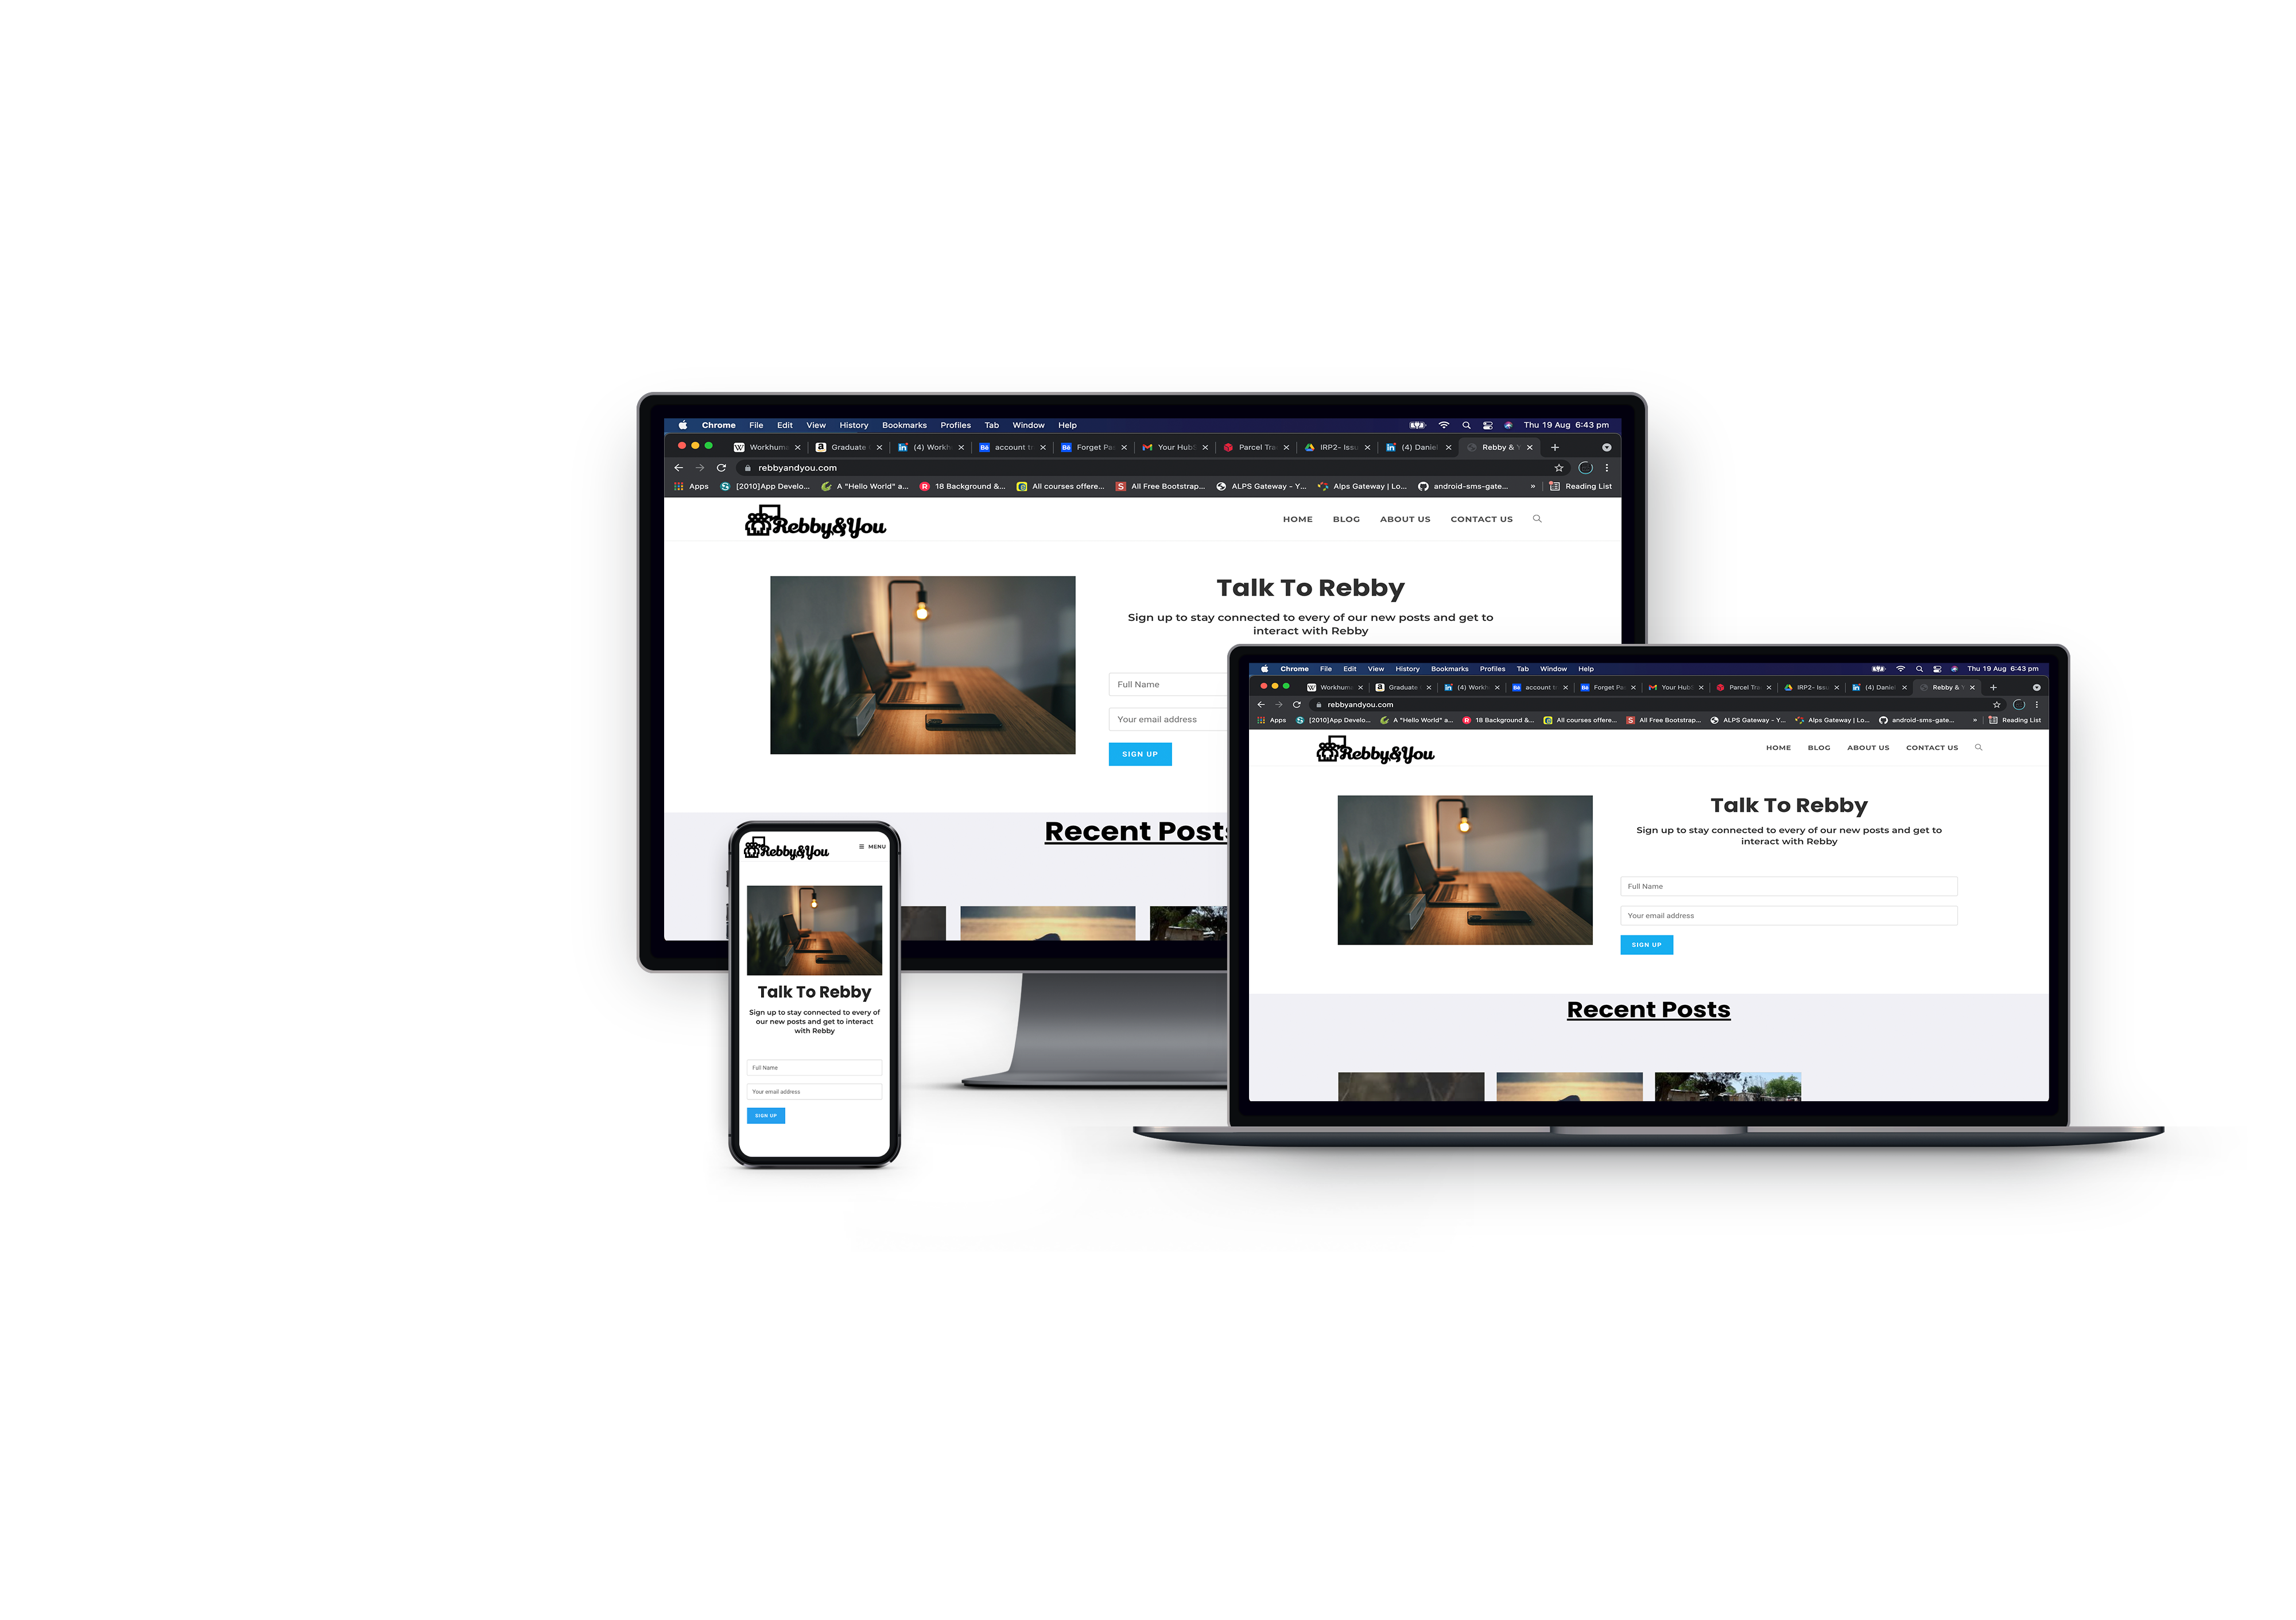 Chrome File Edit View History Bookmarks Profiles Tab Window Help Thu 19 Aug 6:43 pm
Workhum Graduate (4) Workh account t Forget Pa Your Hub Parcel Tra IRP2- Issu (4) Daniel Rebby & Y
rebbyandyou.com
Apps [2010]App Develo... A "Hello World" a... 18 Background &... All courses offere... All Free Bootstrap... ALPS Gateway - Y... Alps Gateway | Lo... android-sms-gate... » Reading List
Rebby&You HOME BLOG ABOUT US CONTACT US
Talk To Rebby
Sign up to stay connected to every of our new posts and get to
interact with Rebby
Full Name
Your email address
SIGN UP
Recent Posts
Chrome File Edit View History Bookmarks Profiles Tab Window Help Thu 19 Aug 6:43 pm
Workhum Graduate (4) Workh account t Forget Pa Your Hub Parcel Tra IRP2- Issu (4) Daniel Rebby & Y
rebbyandyou.com
Apps [2010]App Develo... A "Hello World" a... 18 Background &... All courses offere... All Free Bootstrap... ALPS Gateway - Y... Alps Gateway | Lo... android-sms-gate... » Reading List
Rebby&You HOME BLOG ABOUT US CONTACT US
Talk To Rebby
Sign up to stay connected to every of our new posts and get to
interact with Rebby
Full Name
Your email address
SIGN UP
Recent Posts
Rebby&You MENU
Talk To Rebby
Sign up to stay connected to every of
our new posts and get to interact
with Rebby
Full Name
Your email address
SIGN UP